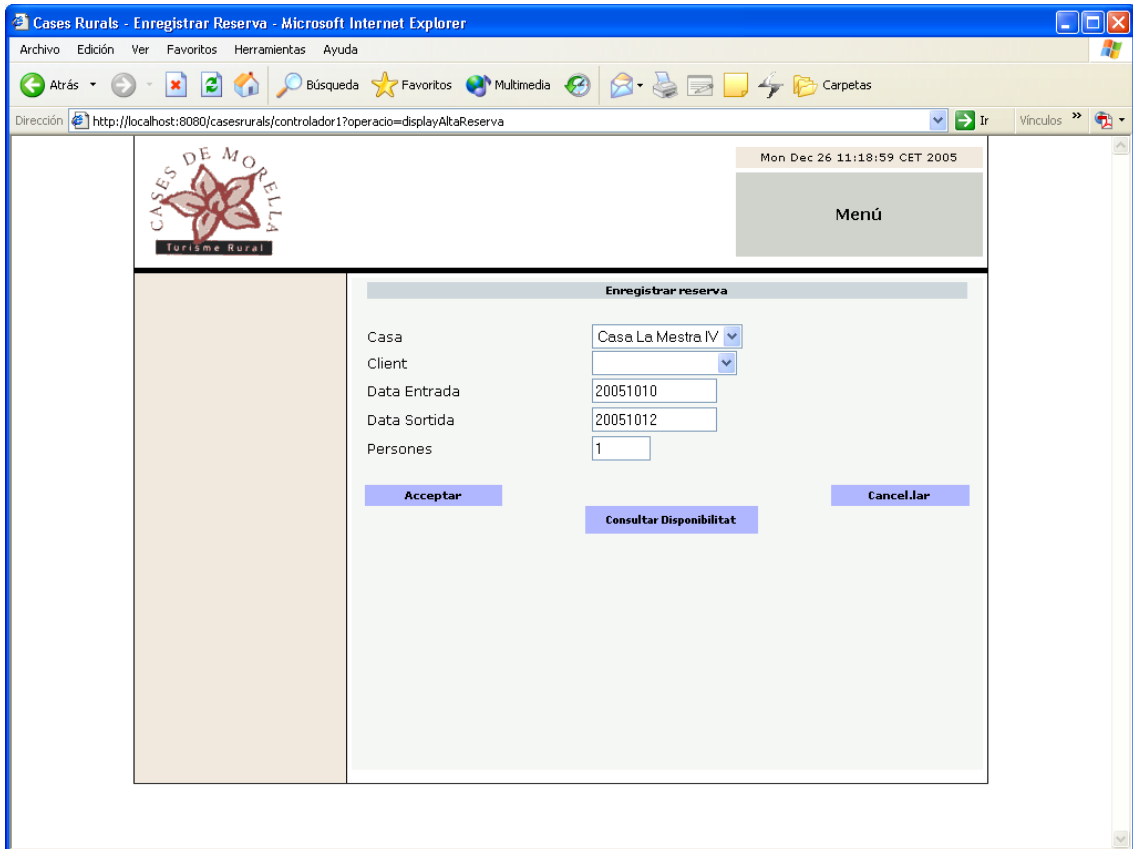 Cases Rurals - Enregistrar Reserva - Microsoft Internet Explorer
Archivo Edición Ver Favoritos Herramientas Ayuda
Atrás Búsqueda Favoritos Multimedia Carpetas
Dirección http://localhost:8080/casesrurals/controlador1?operacio=displayAltaReserva Ir Vínculos »
CASES DE MORELLA
Turisme Rural
Mon Dec 26 11:18:59 CET 2005
Menú
Enregistrar reserva
Casa Casa La Mestra IV
Client
Data Entrada 20051010
Data Sortida 20051012
Persones 1
Acceptar Cancel.lar
Consultar Disponibilitat